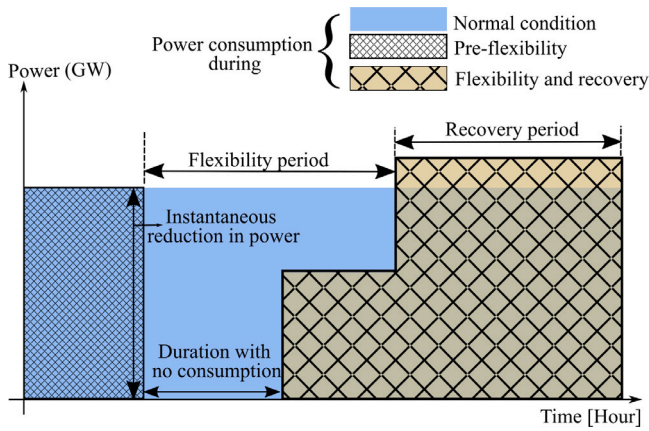 Normal condition
Power consumption
during
Pre-flexibility
Flexibility and recovery
Power (GW)
Flexibility period
Recovery period
Instantaneous
reduction in power
Duration with
no consumption
Time [Hour]